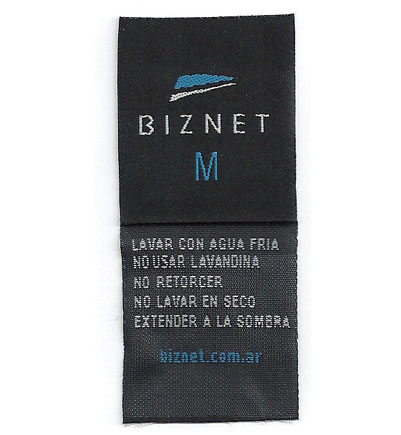 BIZNET
M
LAVAR CON AGUA FRIA
NO USAR LAVANDINA
NO RETORCER
NO LAVAR EN SECO
EXTENDER A LA SOMBRA
biznet.com.ar